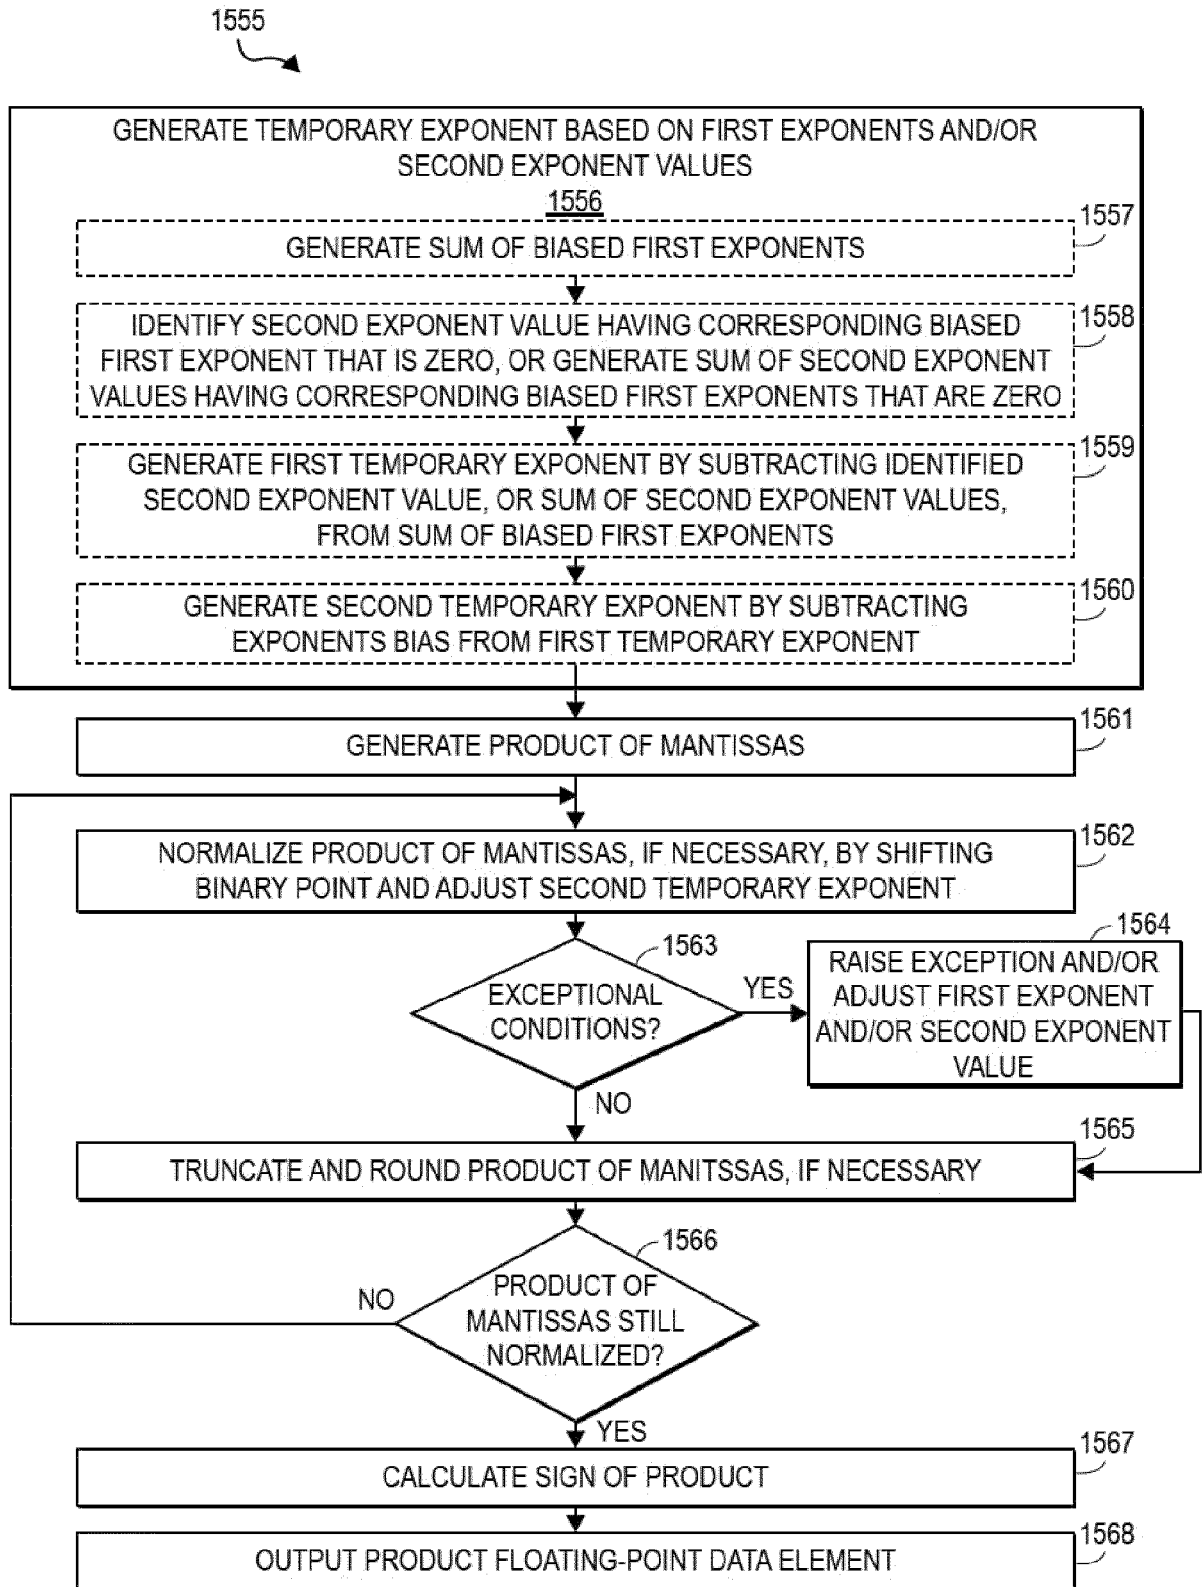 1555
GENERATE TEMPORARY EXPONENT BASED ON FIRST EXPONENTS AND/OR
SECOND EXPONENT VALUES
1556
1557
GENERATE SUM OF BIASED FIRST EXPONENTS
1558
IDENTIFY SECOND EXPONENT VALUE HAVING CORRESPONDING BIASED
FIRST EXPONENT THAT IS ZERO, OR GENERATE SUM OF SECOND EXPONENT
VALUES HAVING CORRESPONDING BIASED FIRST EXPONENTS THAT ARE ZERO
1559
GENERATE FIRST TEMPORARY EXPONENT BY SUBTRACTING IDENTIFIED
SECOND EXPONENT VALUE, OR SUM OF SECOND EXPONENT VALUES,
FROM SUM OF BIASED FIRST EXPONENTS
1560
GENERATE SECOND TEMPORARY EXPONENT BY SUBTRACTING
EXPONENTS BIAS FROM FIRST TEMPORARY EXPONENT
1561
GENERATE PRODUCT OF MANTISSAS
1562
NORMALIZE PRODUCT OF MANTISSAS, IF NECESSARY, BY SHIFTING
BINARY POINT AND ADJUST SECOND TEMPORARY EXPONENT
1563
EXCEPTIONAL
CONDITIONS?
YES
1564
RAISE EXCEPTION AND/OR
ADJUST FIRST EXPONENT
AND/OR SECOND EXPONENT
VALUE
NO
1565
TRUNCATE AND ROUND PRODUCT OF MANITSSAS, IF NECESSARY
1566
PRODUCT OF
MANTISSAS STILL
NORMALIZED?
NO
YES
1567
CALCULATE SIGN OF PRODUCT
1568
OUTPUT PRODUCT FLOATING-POINT DATA ELEMENT